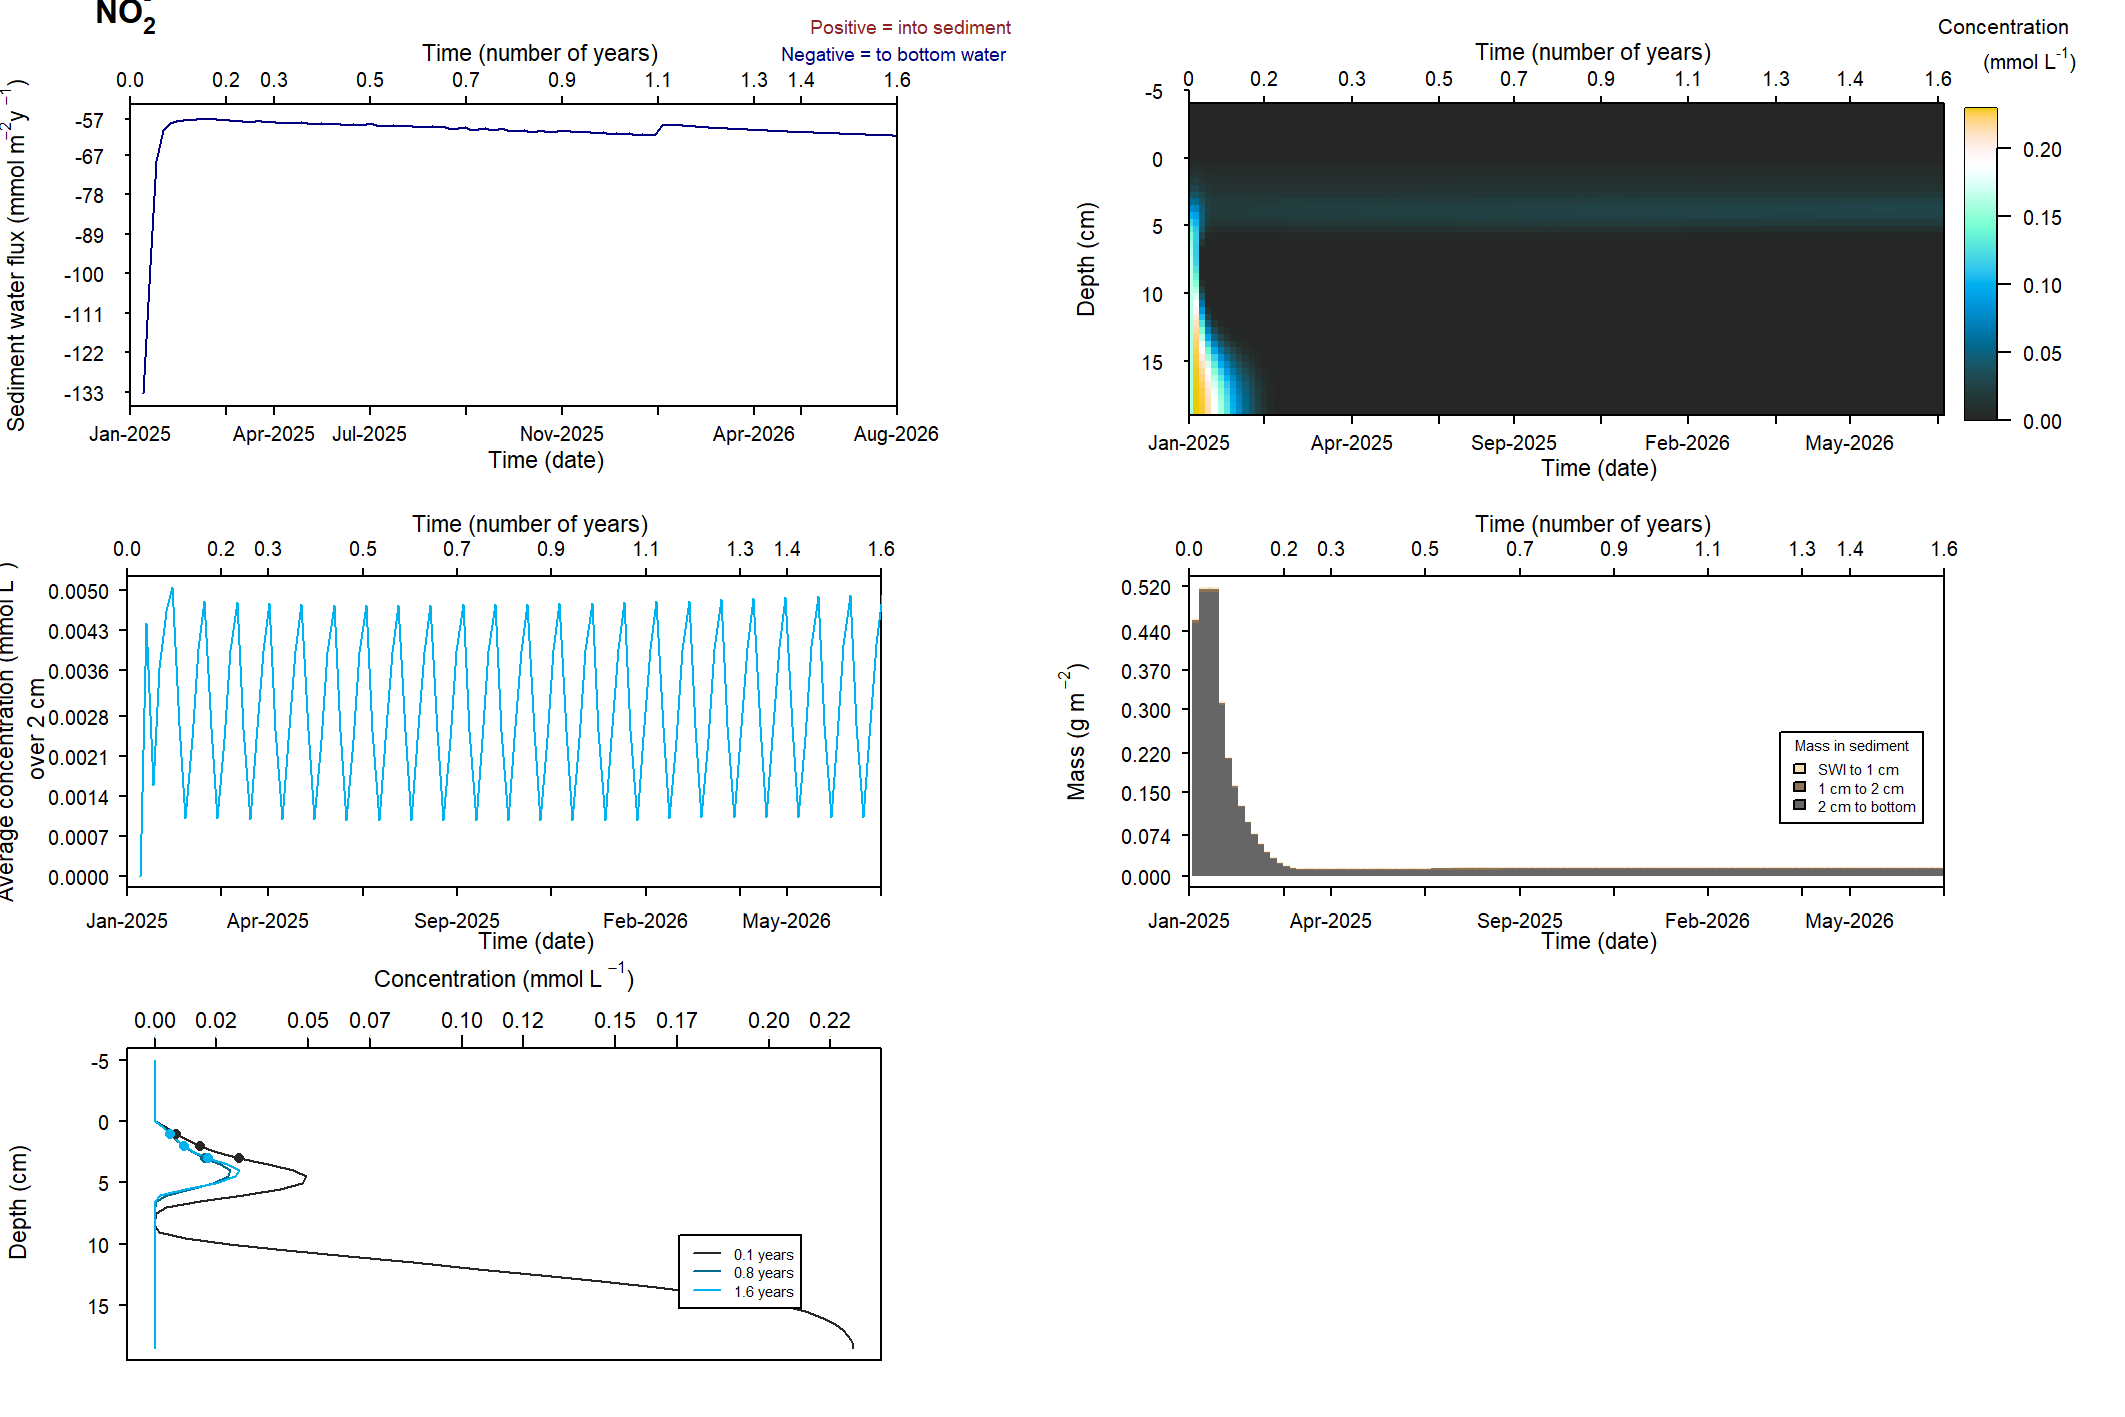 NO2-
Positive = into sediment
Negative = to bottom water
Time (number of years)
0.0 0.2 0.3 0.5 0.7 0.9 1.1 1.3 1.4 1.6
Sediment water flux (mmol m−2y−1)
-57
-67
-78
-89
-100
-111
-122
-133
Jan-2025 Apr-2025 Jul-2025 Nov-2025 Apr-2026 Aug-2026
Time (date)
Concentration
(mmol L-1)
Time (number of years)
0 0.2 0.3 0.5 0.7 0.9 1.1 1.3 1.4 1.6
Depth (cm)
-5
0
5
10
15
0.20
0.15
0.10
0.05
0.00
Jan-2025 Apr-2025 Sep-2025 Feb-2026 May-2026
Time (date)
Time (number of years)
0.0 0.2 0.3 0.5 0.7 0.9 1.1 1.3 1.4 1.6
Average concentration (mmol L )
over 2 cm
0.0050
0.0043
0.0036
0.0028
0.0021
0.0014
0.0007
0.0000
Jan-2025 Apr-2025 Sep-2025 Feb-2026 May-2026
Time (date)
Time (number of years)
0.0 0.2 0.3 0.5 0.7 0.9 1.1 1.3 1.4 1.6
Mass (g m−2)
0.520
0.440
0.370
0.300
0.220
0.150
0.074
0.000
Mass in sediment
SWI to 1 cm
1 cm to 2 cm
2 cm to bottom
Jan-2025 Apr-2025 Sep-2025 Feb-2026 May-2026
Time (date)
Concentration (mmol L−1)
0.00 0.02 0.05 0.07 0.10 0.12 0.15 0.17 0.20 0.22
Depth (cm)
-5
0
5
10
15
0.1 years
0.8 years
1.6 years